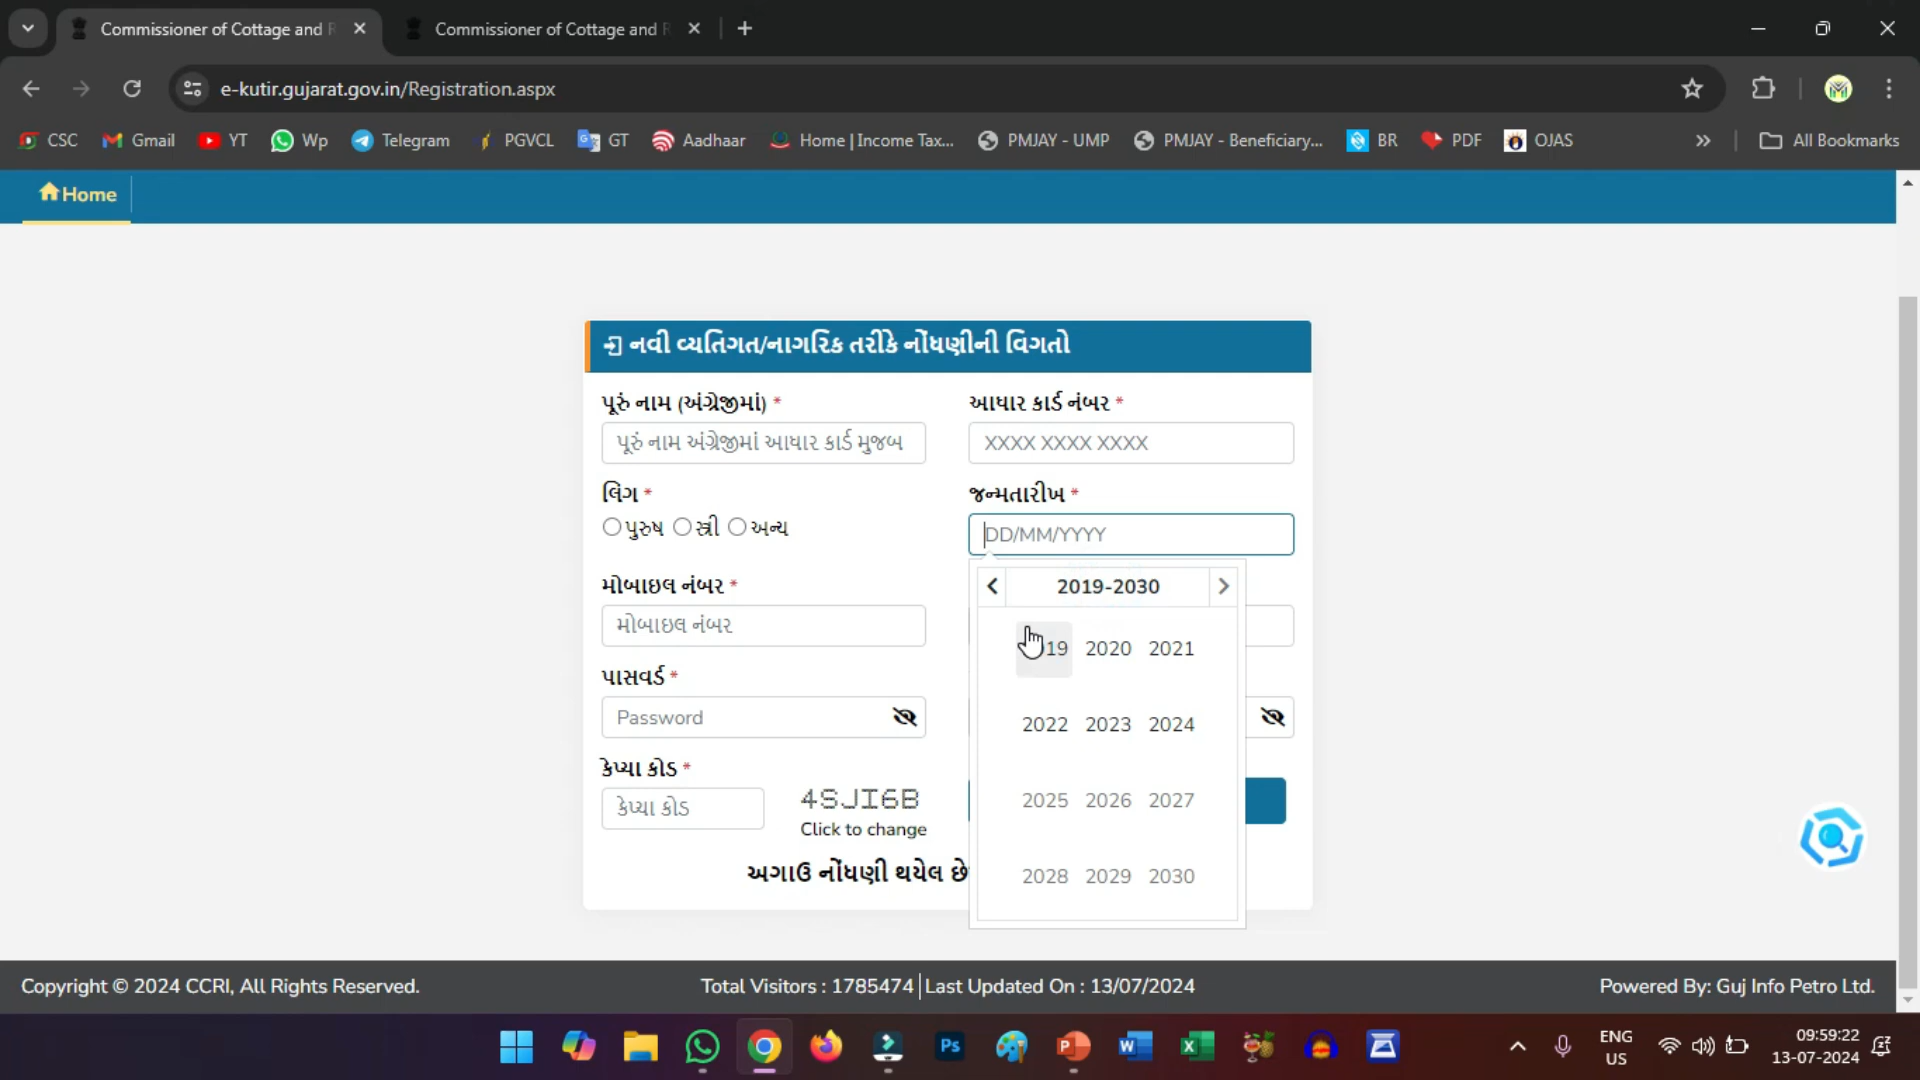 Commissioner of Cottage and R
Commissioner of Cottage and R
e-kutir.gujarat.gov.in/Registration.aspx
CSC Gmail YT Wp Telegram PGVCL GT Aadhaar Home | Income Tax... PMJAY - UMP PMJAY - Beneficiary... BR PDF OJAS » All Bookmarks
Home
નવી વ્યતિગત/નાગરિક તરીકે નોંધણીની વિગતો
પૂરું નામ (અંગ્રેજીમાં) * આધાર કાર્ડ નંબર *
પૂરું નામ અંગ્રેજીમાં આધાર કાર્ડ મુજબ XXXX XXXX XXXX
લિંગ * જન્મતારીખ *
પુરુષ સ્ત્રી અન્ય DD/MM/YYYY
મોબાઇલ નંબર * 2019-2030
મોબાઇલ નંબર 2020 2021
પાસવર્ડ *
Password 2022 2023 2024
કેપ્ચા કોડ * 2025 2026 2027
કેપ્ચા કોડ 4SJI6B
Click to change
અગાઉ નોંધણી થયેલ છે 2028 2029 2030
Copyright © 2024 CCRI, All Rights Reserved. Total Visitors : 1785474 | Last Updated On : 13/07/2024 Powered By: Guj Info Petro Ltd.
Ps
ENG
US
09:59:22
13-07-2024